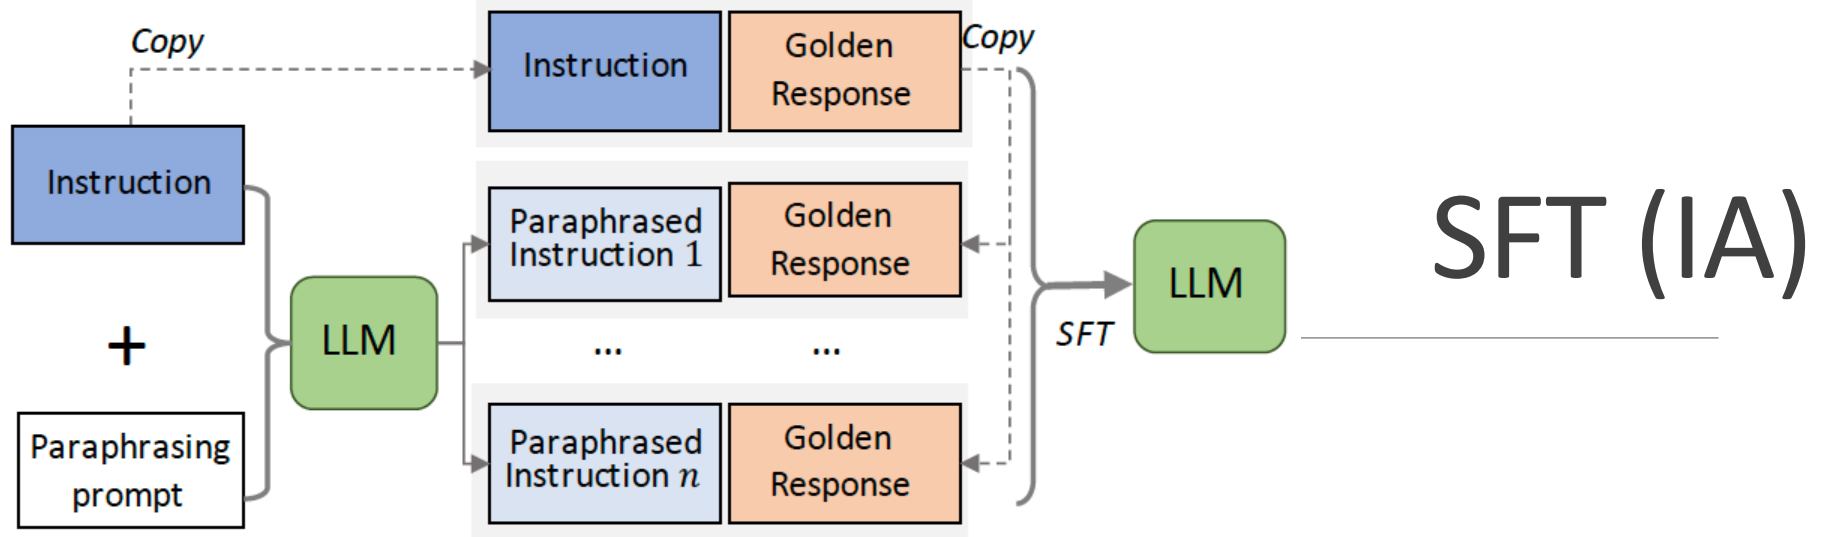 Copy
Instruction
Golden
Response
Copy
Instruction
Paraphrased
Instruction 1
Golden
Response
+
LLM
...
...
Paraphrasing
prompt
Paraphrased
Instruction n
Golden
Response
SFT
LLM
SFT (IA)